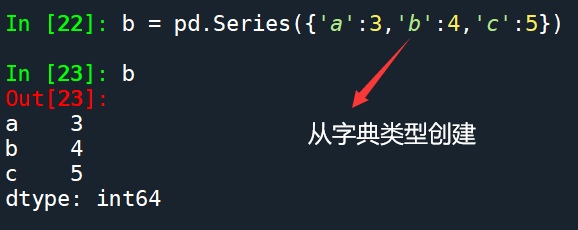 In [22]: b = pd.Series({'a':3,'b':4,'c':5})
In [23]: b
Out[23]:
a    3
b    4
c    5
从字典类型创建
dtype: int64